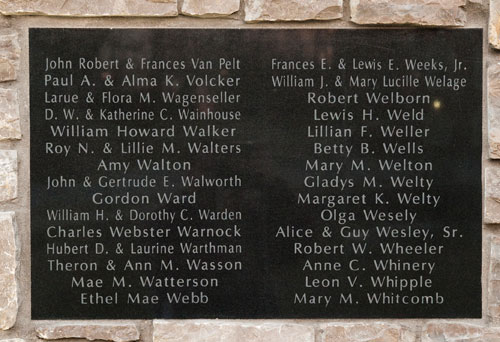 John Robert & Frances Van Pelt
Paul A. & Alma K. Volcker
Larue & Flora M. Wagenseller
D. W. & Katherine C. Wainhouse
William Howard Walker
Roy N. & Lillie M. Walters
Amy Walton
John & Gertrude E. Walworth
Gordon Ward
William H. & Dorothy C. Warden
Charles Webster Warnock
Hubert D. & Laurine Warthman
Theron & Ann M. Wasson
Mae M. Watterson
Ethel Mae Webb
Frances E. & Lewis E. Weeks, Jr.
William J. & Mary Lucille Welage
Robert Welborn
Lewis H. Weld
Lillian F. Weller
Betty B. Wells
Mary M. Welton
Gladys M. Welty
Margaret K. Welty
Olga Wesely
Alice & Guy Wesley, Sr.
Robert W. Wheeler
Anne C. Whinery
Leon V. Whipple
Mary M. Whitcomb